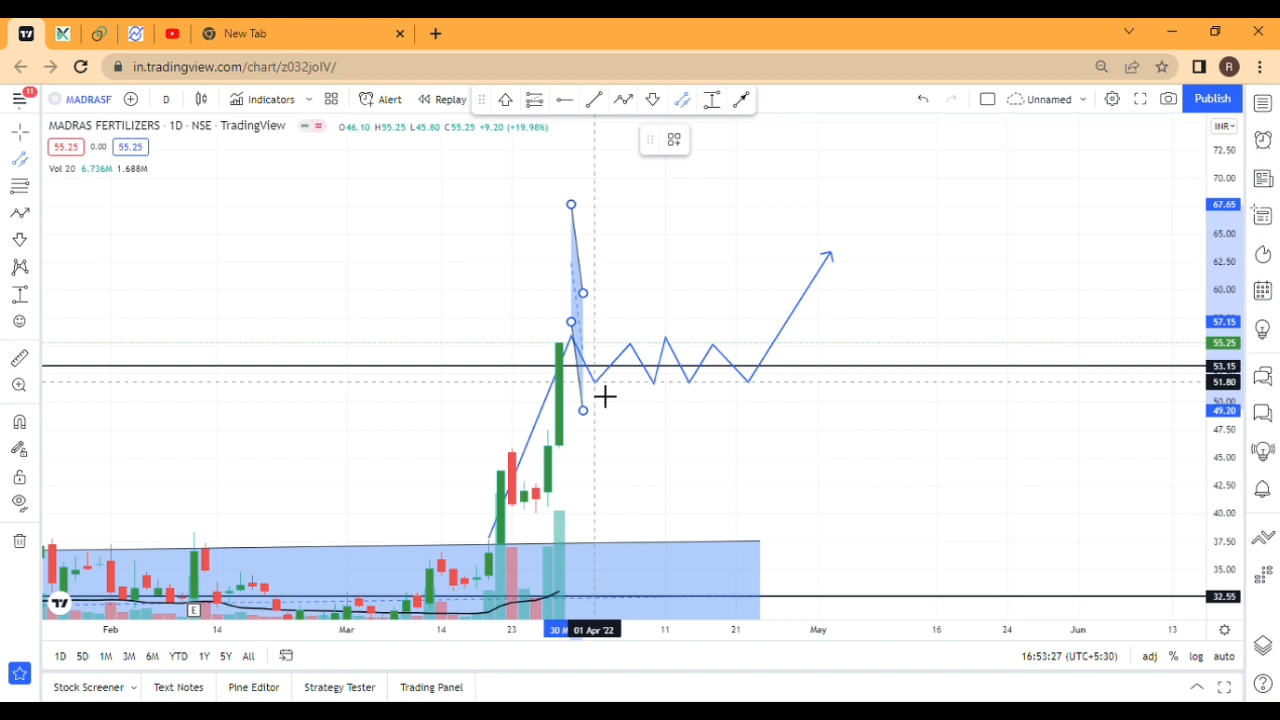 New Tab
in.tradingview.com/chart/z032joIV/
R
11
MADRASF
D
Indicators
Alert
Replay
Unnamed
Publish
MADRAS FERTILIZERS · 1D · NSE · TradingView
O46.10 H55.25 L45.80 C55.25 +9.20 (+19.98%)
INR
55.25
0.00
55.25
Vol 20 6.736M 1.688M
72.50
70.00
67.65
65.00
62.50
60.00
57.15
55.25
53.15
51.80
50.00
49.20
47.50
45.00
42.50
40.00
37.50
35.00
32.55
E
Feb
14
Mar
14
23
30 M
01 Apr '22
11
21
May
16
24
Jun
13
1D 5D 1M 3M 6M YTD 1Y 5Y All
16:53:27 (UTC+5:30)
adj % log auto
Stock Screener
Text Notes
Pine Editor
Strategy Tester
Trading Panel